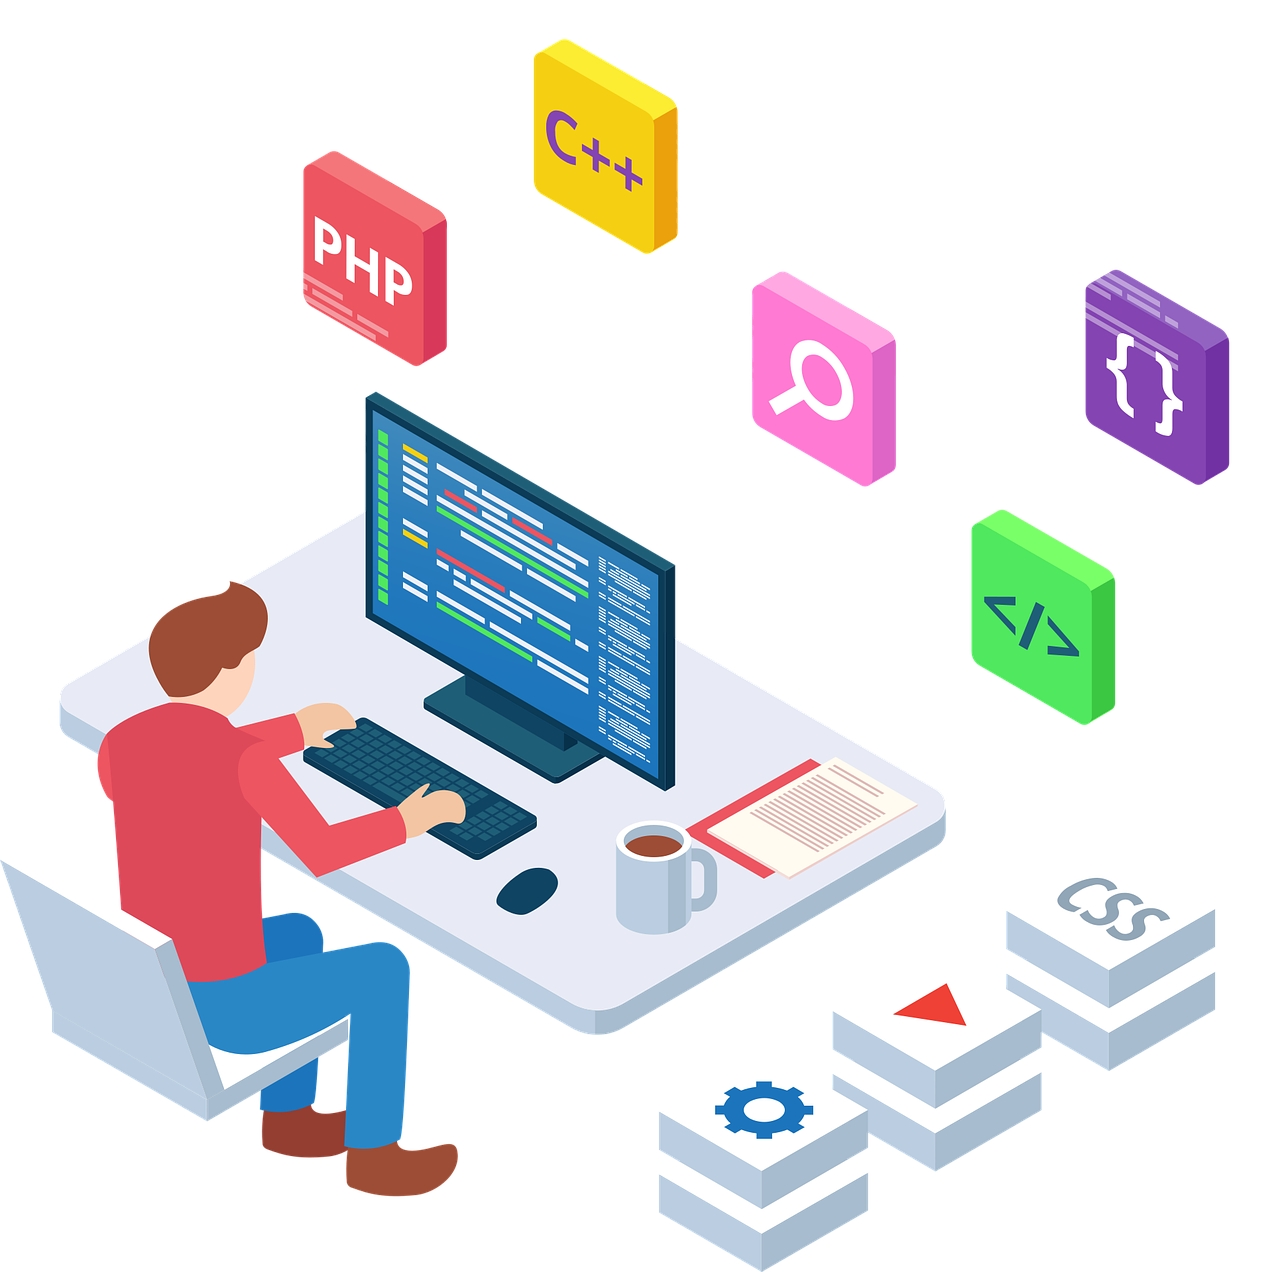 C++
PHP
{}
</>
CSS